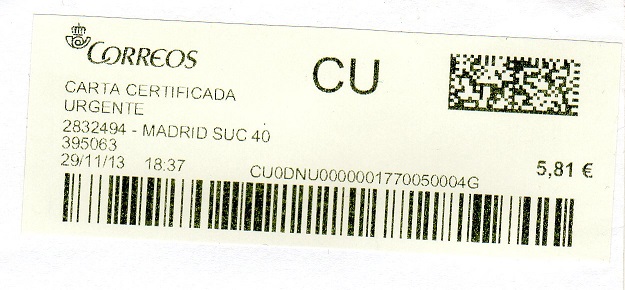 CORREOS
CU
CARTA CERTIFICADA
URGENTE
2832494 - MADRID SUC 40
395063
29/11/13 18:37
CU0DNU0000001770050004G
5,81 €